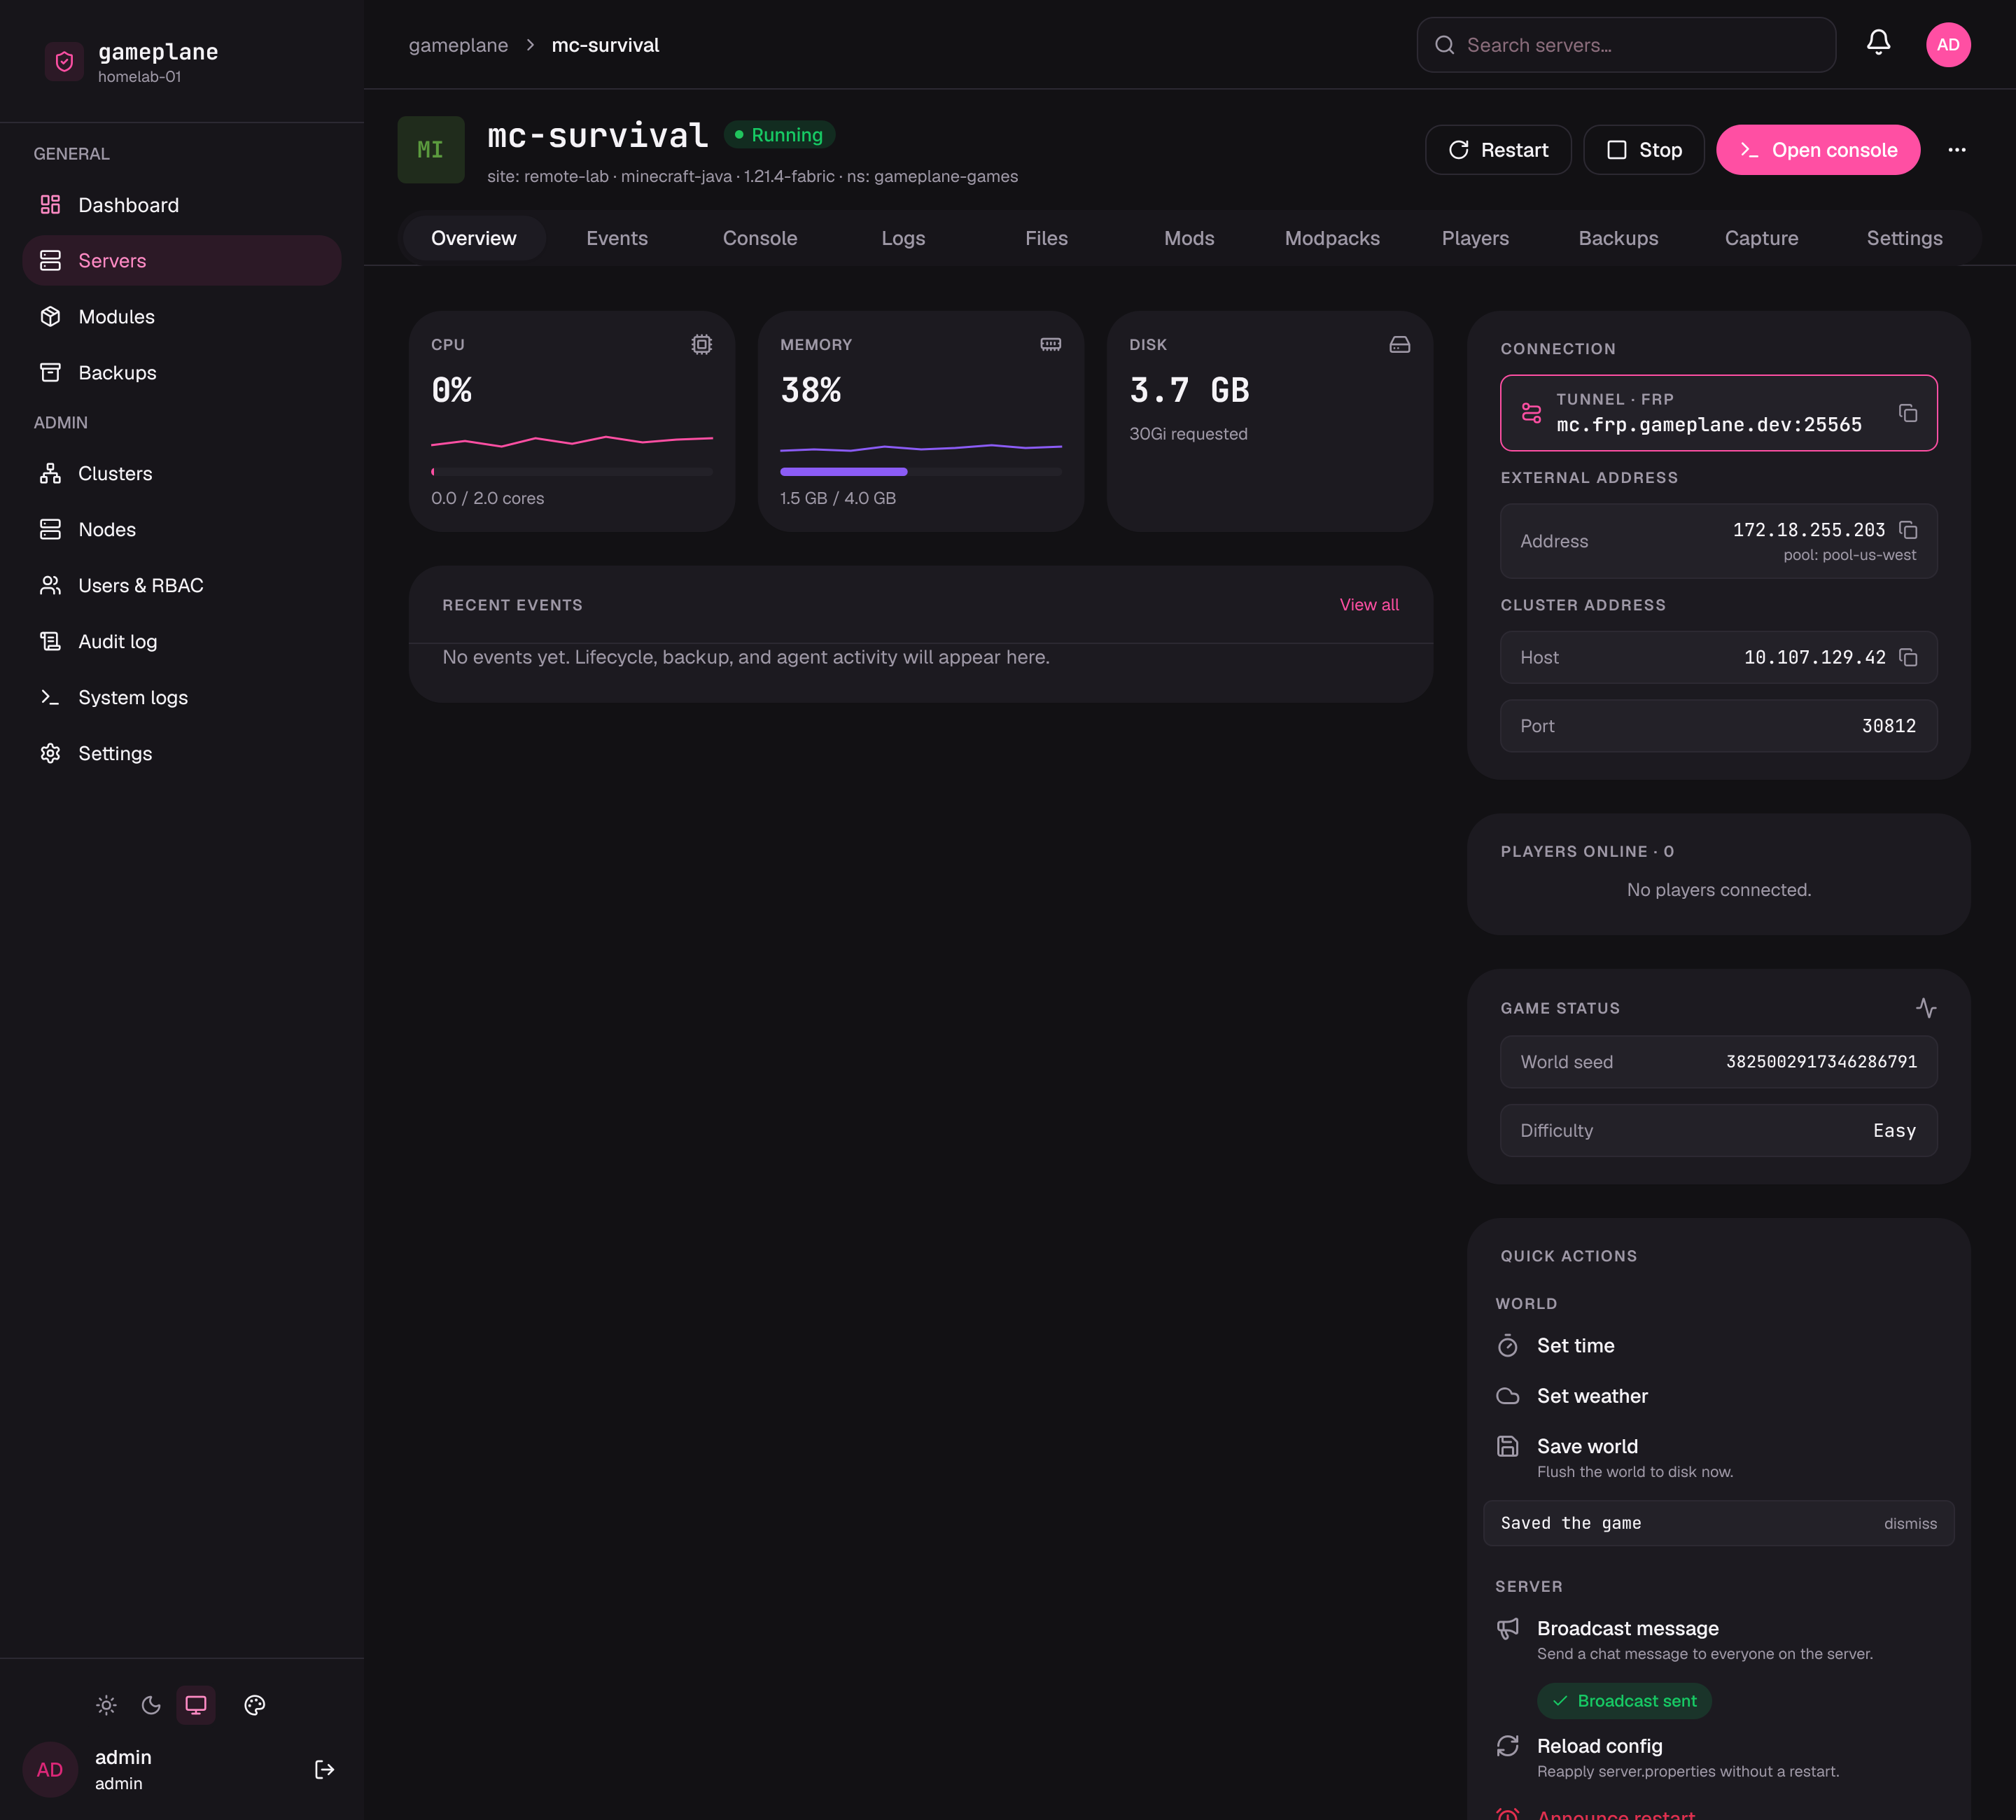 gameplane
homelab-01
GENERAL
Dashboard
Servers
Modules
Backups
ADMIN
Clusters
Nodes
Users & RBAC
Audit log
System logs
Settings
AD
admin
admin
gameplane > mc-survival
Search servers...
AD
MI
mc-survival
Running
site: remote-lab · minecraft-java · 1.21.4-fabric · ns: gameplane-games
Restart
Stop
Open console
Overview
Events
Console
Logs
Files
Mods
Modpacks
Players
Backups
Capture
Settings
CPU
0%
0.0 / 2.0 cores
MEMORY
38%
1.5 GB / 4.0 GB
DISK
3.7 GB
30Gi requested
RECENT EVENTS
View all
No events yet. Lifecycle, backup, and agent activity will appear here.
CONNECTION
TUNNEL · FRP
mc.frp.gameplane.dev:25565
EXTERNAL ADDRESS
Address
172.18.255.203
pool: pool-us-west
CLUSTER ADDRESS
Host
10.107.129.42
Port
30812
PLAYERS ONLINE · 0
No players connected.
GAME STATUS
World seed
3825002917346286791
Difficulty
Easy
QUICK ACTIONS
WORLD
Set time
Set weather
Save world
Flush the world to disk now.
Saved the game
dismiss
SERVER
Broadcast message
Send a chat message to everyone on the server.
Broadcast sent
Reload config
Reapply server.properties without a restart.
Announce restart